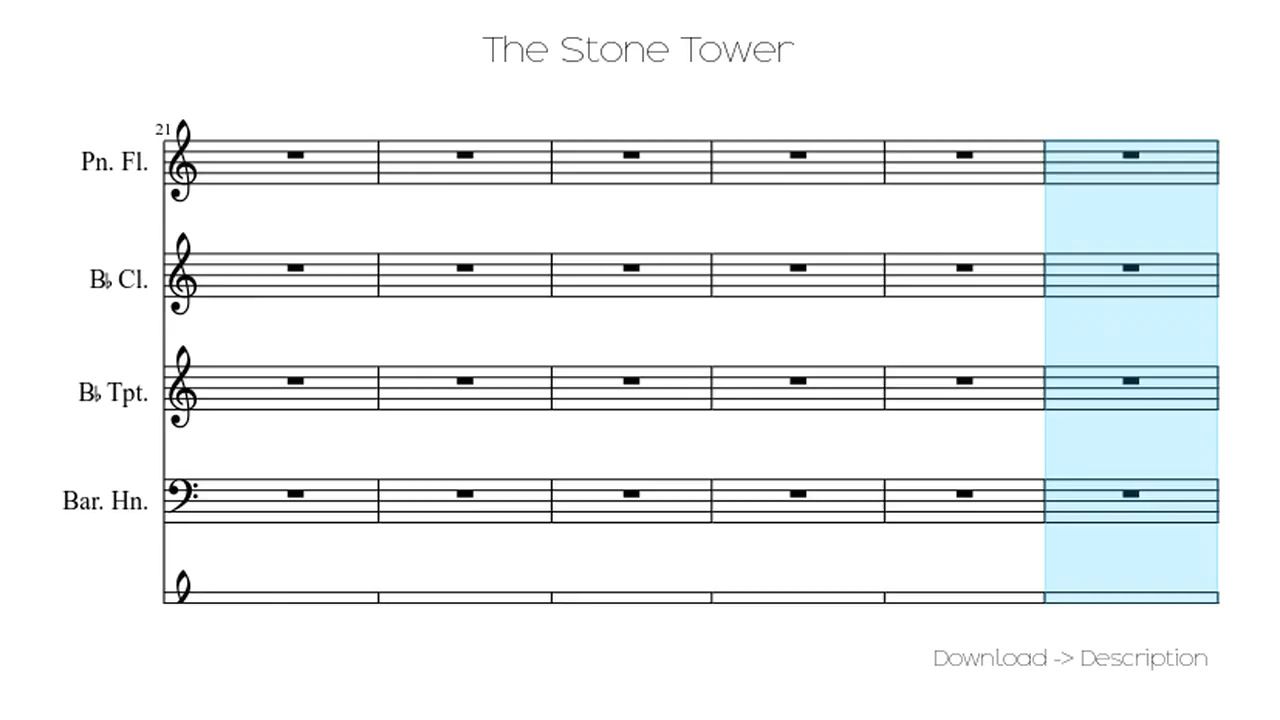 The Stone Tower
21
Pn. Fl.
B♭ Cl.
B♭ Tpt.
Bar. Hn.
Download -> Description